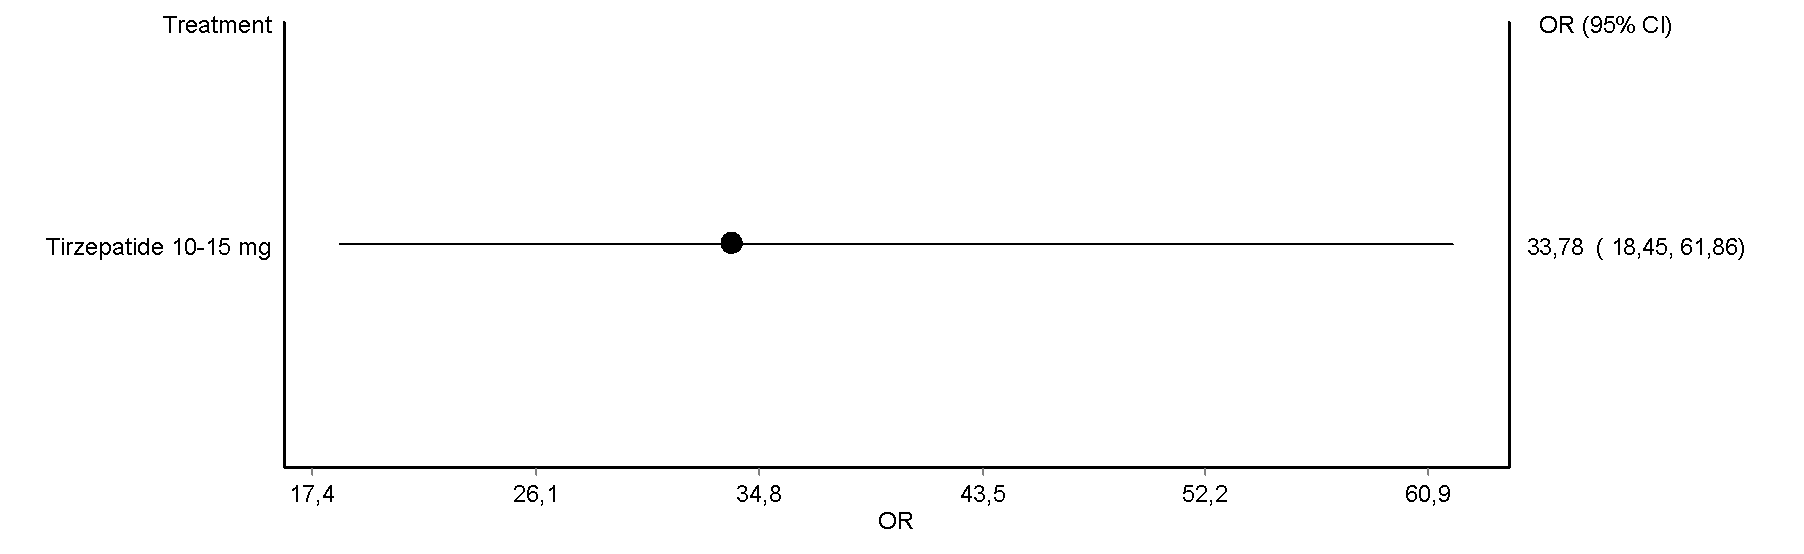 Treatment OR (95% CI)
Tirzepatide 10-15 mg 33,78 ( 18,45, 61,86)
17,4 26,1 34,8 43,5 52,2 60,9
OR